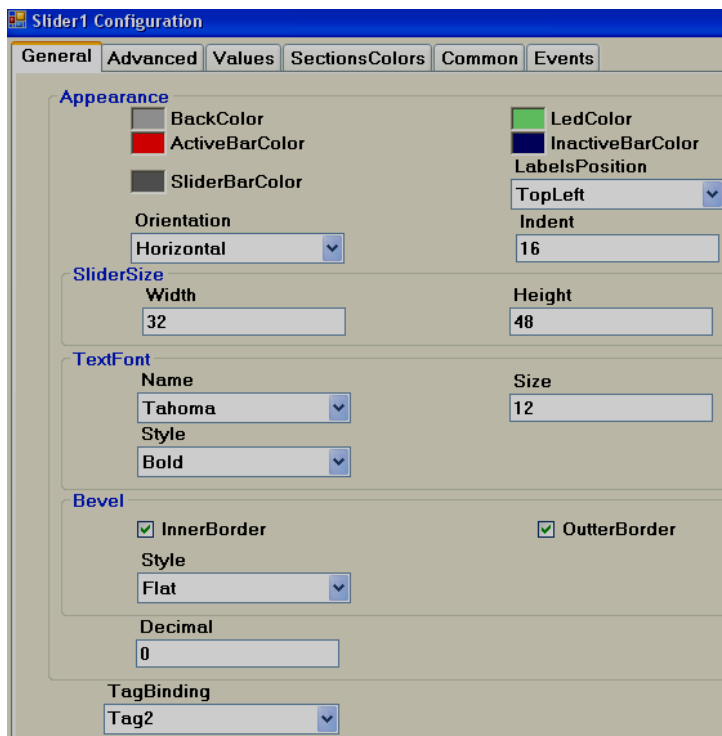 Slider1 Configuration
General Advanced Values SectionsColors Common Events
Appearance
BackColor LedColor
ActiveBarColor InactiveBarColor
LabelsPosition
SliderBarColor TopLeft
Orientation Indent
Horizontal 16
SliderSize
Width Height
32 48
TextFont
Name Size
Tahoma 12
Style
Bold
Bevel
InnerBorder OutterBorder
Style
Flat
Decimal
0
TagBinding
Tag2